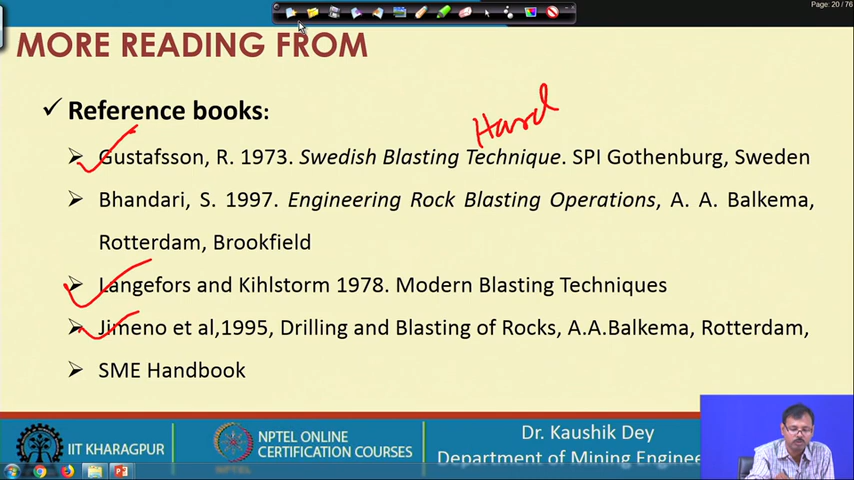 Page: 20 / 76
MORE READING FROM
✓ Reference books:
Hard
➢ Gustafsson, R. 1973. Swedish Blasting Technique. SPI Gothenburg, Sweden
➢ Bhandari, S. 1997. Engineering Rock Blasting Operations, A. A. Balkema,
Rotterdam, Brookfield
➢ Langefors and Kihlstorm 1978. Modern Blasting Techniques
➢ Jimeno et al,1995, Drilling and Blasting of Rocks, A.A.Balkema, Rotterdam,
➢ SME Handbook
IIT KHARAGPUR
NPTEL ONLINE
CERTIFICATION COURSES
Dr. Kaushik Dey
Department of Mining Enginee